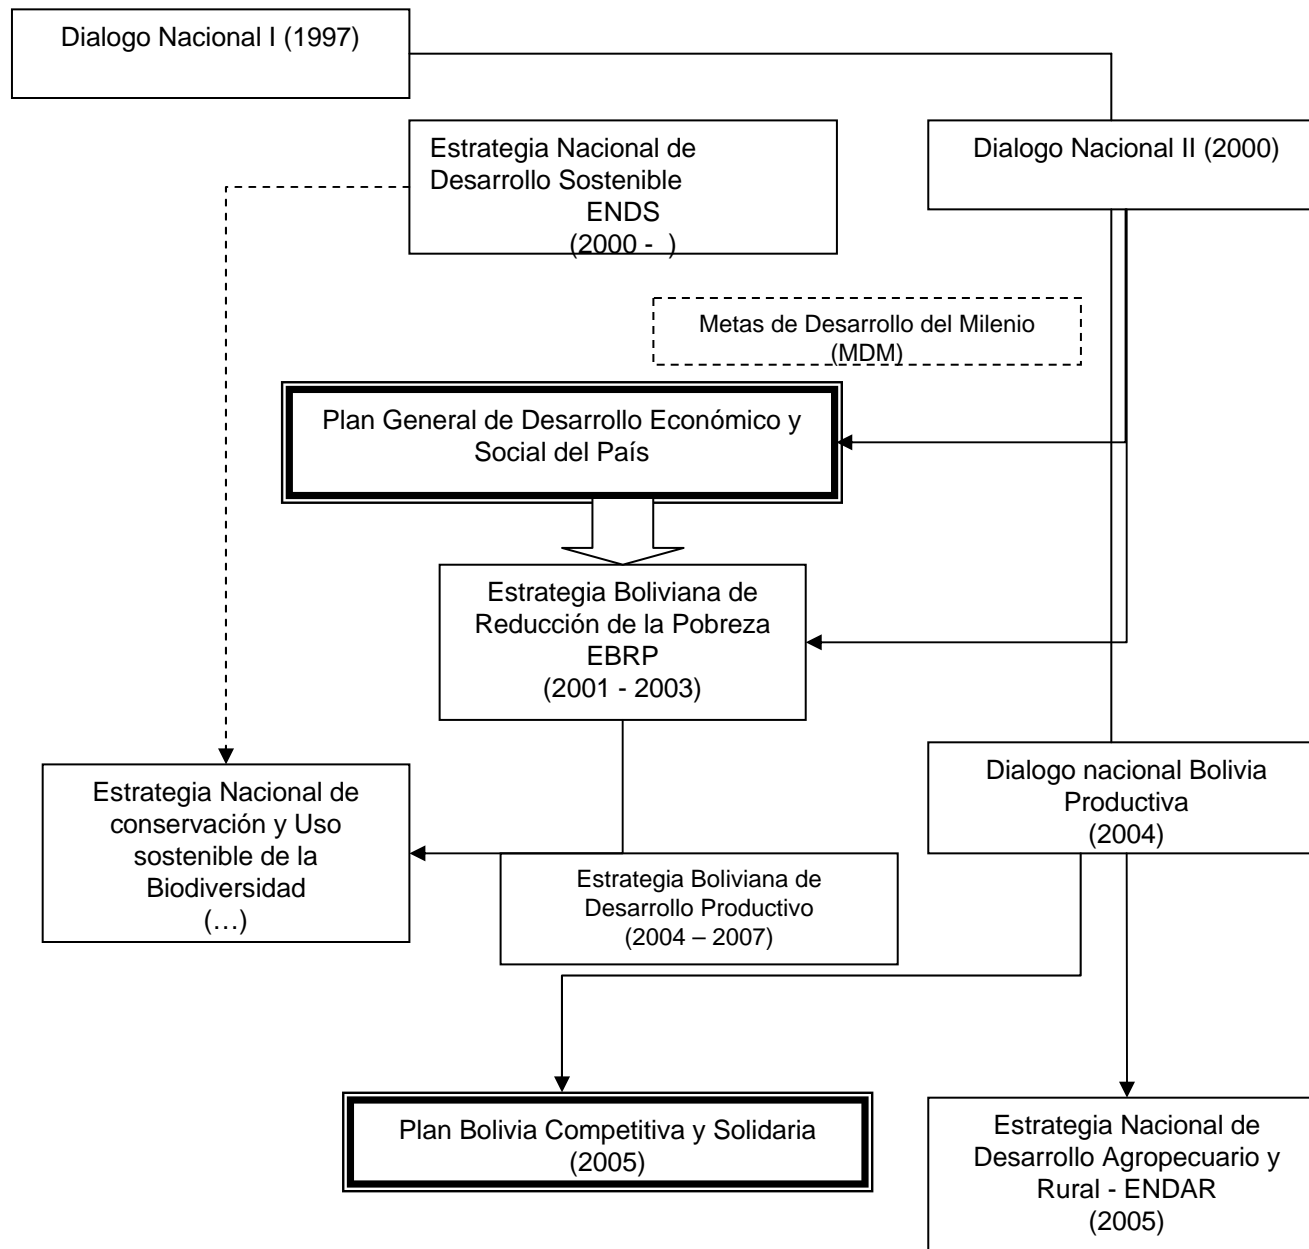 Dialogo Nacional I (1997)
Estrategia Nacional de
Desarrollo Sostenible
ENDS
(2000 - )
Dialogo Nacional II (2000)
Metas de Desarrollo del Milenio
(MDM)
Plan General de Desarrollo Económico y
Social del País
Estrategia Boliviana de
Reducción de la Pobreza
EBRP
(2001 - 2003)
Estrategia Nacional de
conservación y Uso
sostenible de la
Biodiversidad
(…)
Dialogo nacional Bolivia
Productiva
(2004)
Estrategia Boliviana de
Desarrollo Productivo
(2004 – 2007)
Plan Bolivia Competitiva y Solidaria
(2005)
Estrategia Nacional de
Desarrollo Agropecuario y
Rural - ENDAR
(2005)